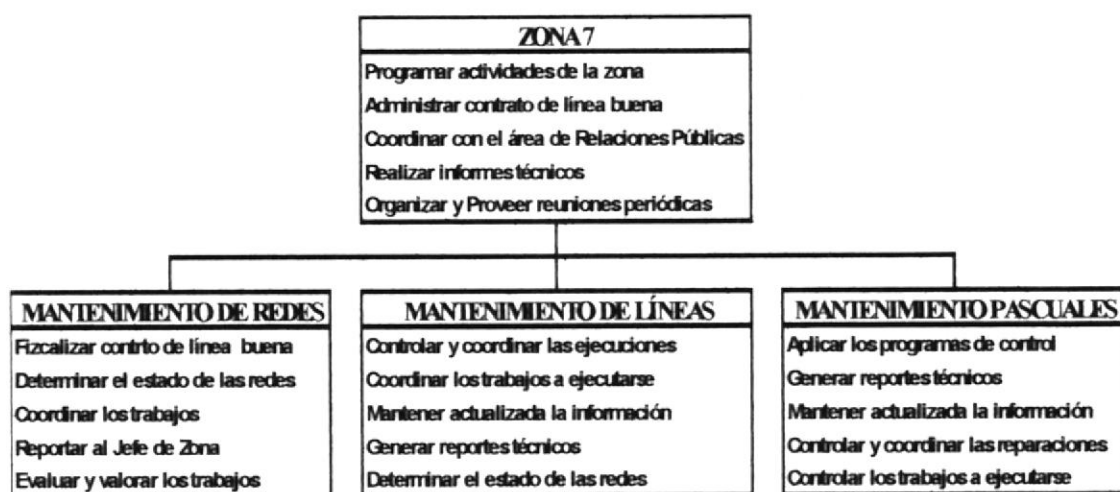 ZONA 7
Programar actividades de la zona
Administrar contrato de línea buena
Coordinar con el área de Relaciones Públicas
Realizar informes técnicos
Organizar y Proveer reuniones periódicas
MANTENIMIENTO DE REDES
Fizcalizar contrto de línea buena
Determinar el estado de las redes
Coordinar los trabajos
Reportar al Jefe de Zona
Evaluar y valorar los trabajos
MANTENIMIENTO DE LÍNEAS
Controlar y coordinar las ejecuciones
Coordinar los trabajos a ejecutarse
Mantener actualizada la información
Generar reportes técnicos
Determinar el estado de las redes
MANTENIMIENTO PASCUALES
Aplicar los programas de control
Generar reportes técnicos
Mantener actualizada la información
Controlar y coordinar las reparaciones
Controlar los trabajos a ejecutarse